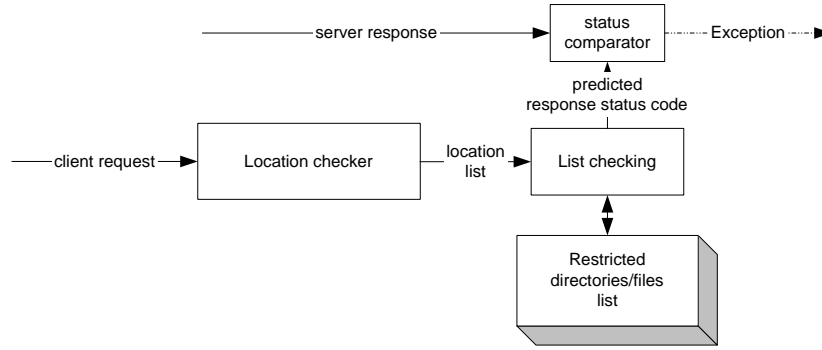 server response
status
comparator
Exception
predicted
response status code
client request
Location checker
location
list
List checking
Restricted
directories/files
list